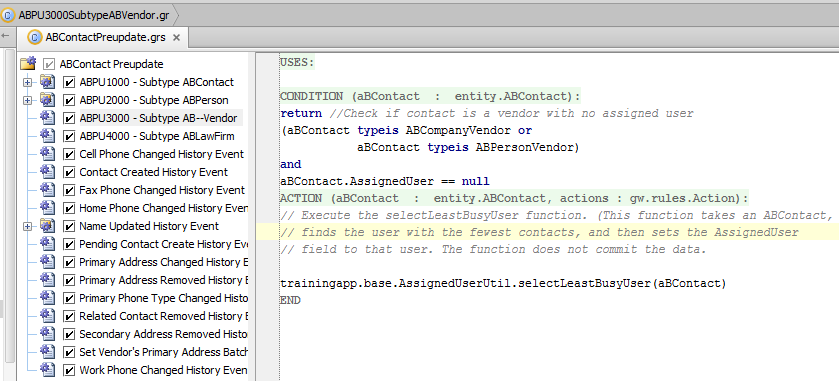 ABPU3000SubtypeABVendor.gr
ABContactPreupdate.grs
ABContact Preupdate
ABPU1000 - Subtype ABContact
ABPU2000 - Subtype ABPerson
ABPU3000 - Subtype AB--Vendor
ABPU4000 - Subtype ABLawFirm
Cell Phone Changed History Event
Contact Created History Event
Fax Phone Changed History Event
Home Phone Changed History Event
Name Updated History Event
Pending Contact Create History Eve
Primary Address Changed History E
Primary Address Removed History E
Primary Phone Type Changed Histo
Related Contact Removed History E
Secondary Address Removed Histo
Set Vendor's Primary Address Batch
Work Phone Changed History Even
USES:
CONDITION (aBContact : entity.ABContact):
return //Check if contact is a vendor with no assigned user
(aBContact typeis ABCompanyVendor or
aBContact typeis ABPersonVendor)
and
aBContact.AssignedUser == null
ACTION (aBContact : entity.ABContact, actions : gw.rules.Action):
// Execute the selectLeastBusyUser function. (This function takes an ABContact,
// finds the user with the fewest contacts, and then sets the AssignedUser
// field to that user. The function does not commit the data.
trainingapp.base.AssignedUserUtil.selectLeastBusyUser(aBContact)
END